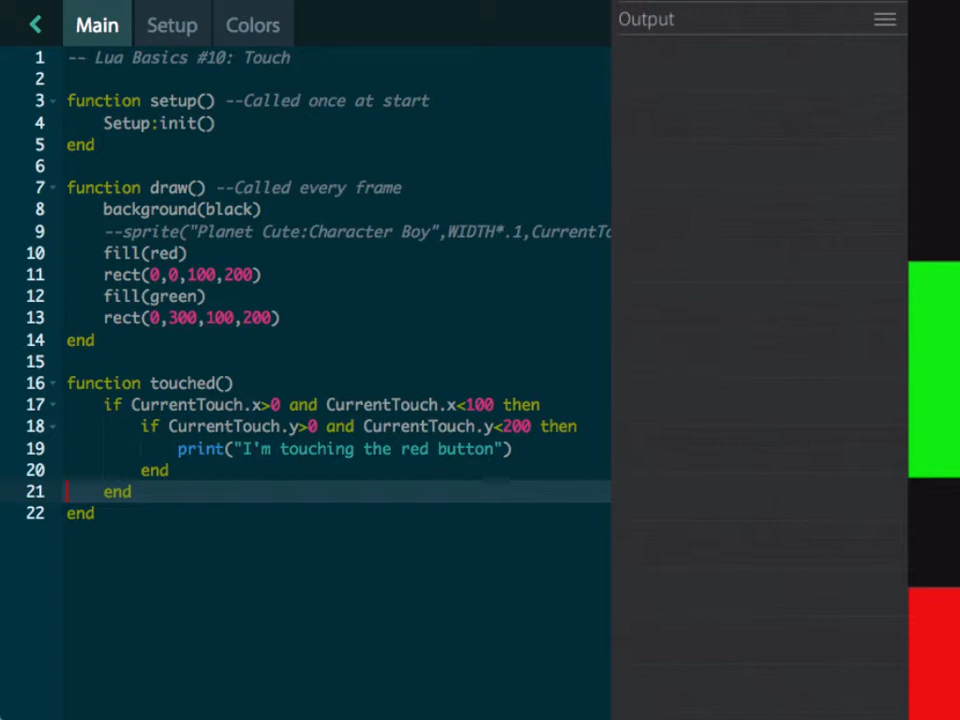 Main Setup Colors
Output
1 -- Lua Basics #10: Touch
2
3 function setup() --Called once at start
4 Setup:init()
5 end
6
7 function draw() --Called every frame
8 background(black)
9 --sprite("Planet Cute:Character Boy",WIDTH*.1,CurrentTo
10 fill(red)
11 rect(0,0,100,200)
12 fill(green)
13 rect(0,300,100,200)
14 end
15
16 function touched()
17 if CurrentTouch.x>0 and CurrentTouch.x<100 then
18 if CurrentTouch.y>0 and CurrentTouch.y<200 then
19 print("I'm touching the red button")
20 end
21 end
22 end